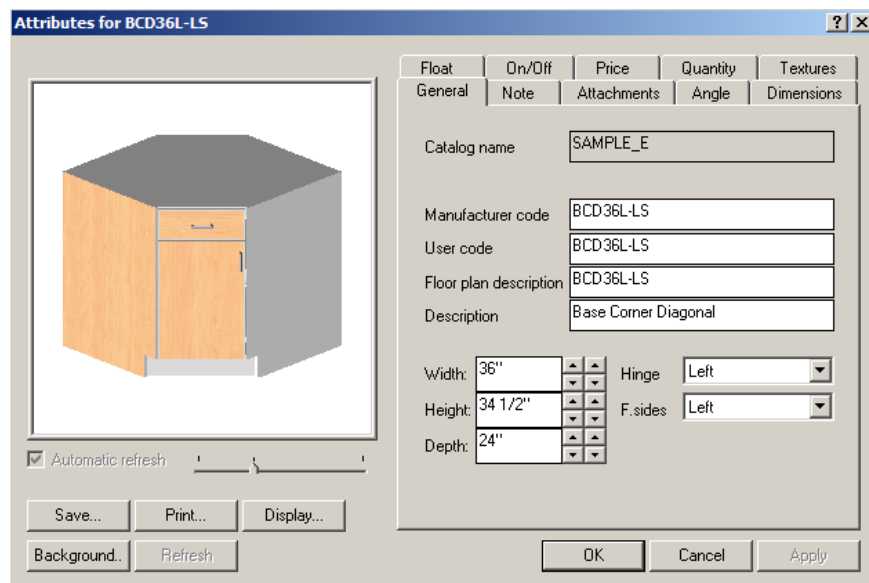 Attributes for BCD36L-LS
Float On/Off Price Quantity Textures
General Note Attachments Angle Dimensions
Catalog name SAMPLE_E
Manufacturer code BCD36L-LS
User code BCD36L-LS
Floor plan description BCD36L-LS
Description Base Corner Diagonal
Width: 36" Hinge Left
Height: 34 1/2" F.sides Left
Depth: 24"
Automatic refresh
Save... Print... Display...
Background.. Refresh
OK Cancel Apply